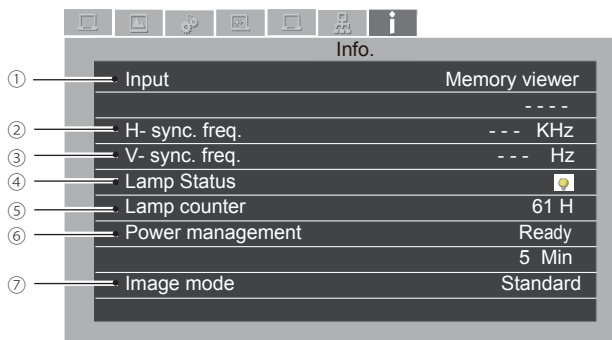 Info.
① Input Memory viewer
- - - -
② H- sync. freq. - - - KHz
③ V- sync. freq. - - - Hz
④ Lamp Status
⑤ Lamp counter 61 H
⑥ Power management Ready
5 Min
⑦ Image mode Standard